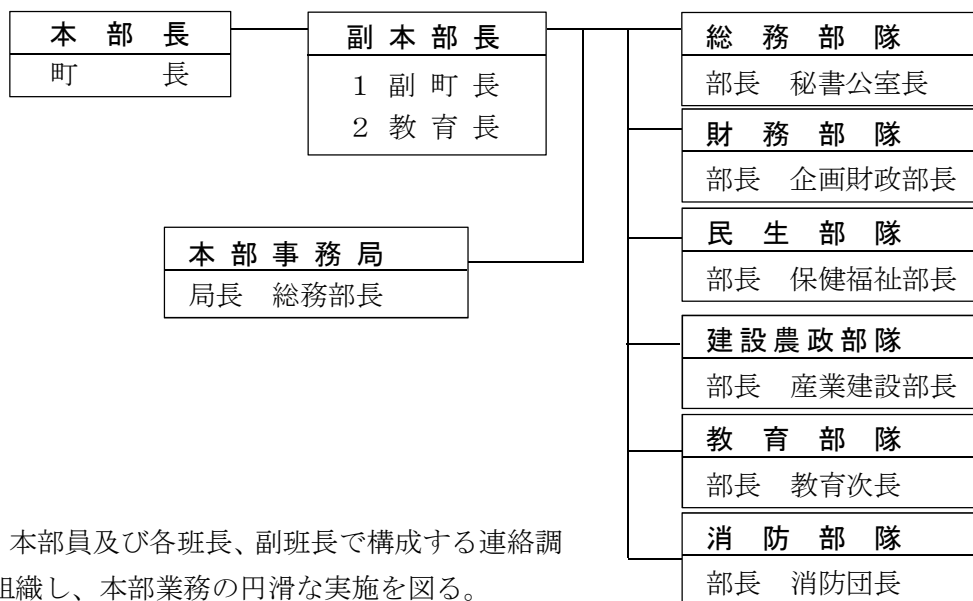 本部長
町長
副本部長
1 副町長
2 教育長
本部事務局
局長 総務部長
総務部隊
部長 秘書公室長
財務部隊
部長 企画財政部長
民生部隊
部長 保健福祉部長
建設農政部隊
部長 産業建設部長
教育部隊
部長 教育次長
消防部隊
部長 消防団長
本部員及び各班長、副班長で構成する連絡調
組織し、本部業務の円滑な実施を図る。